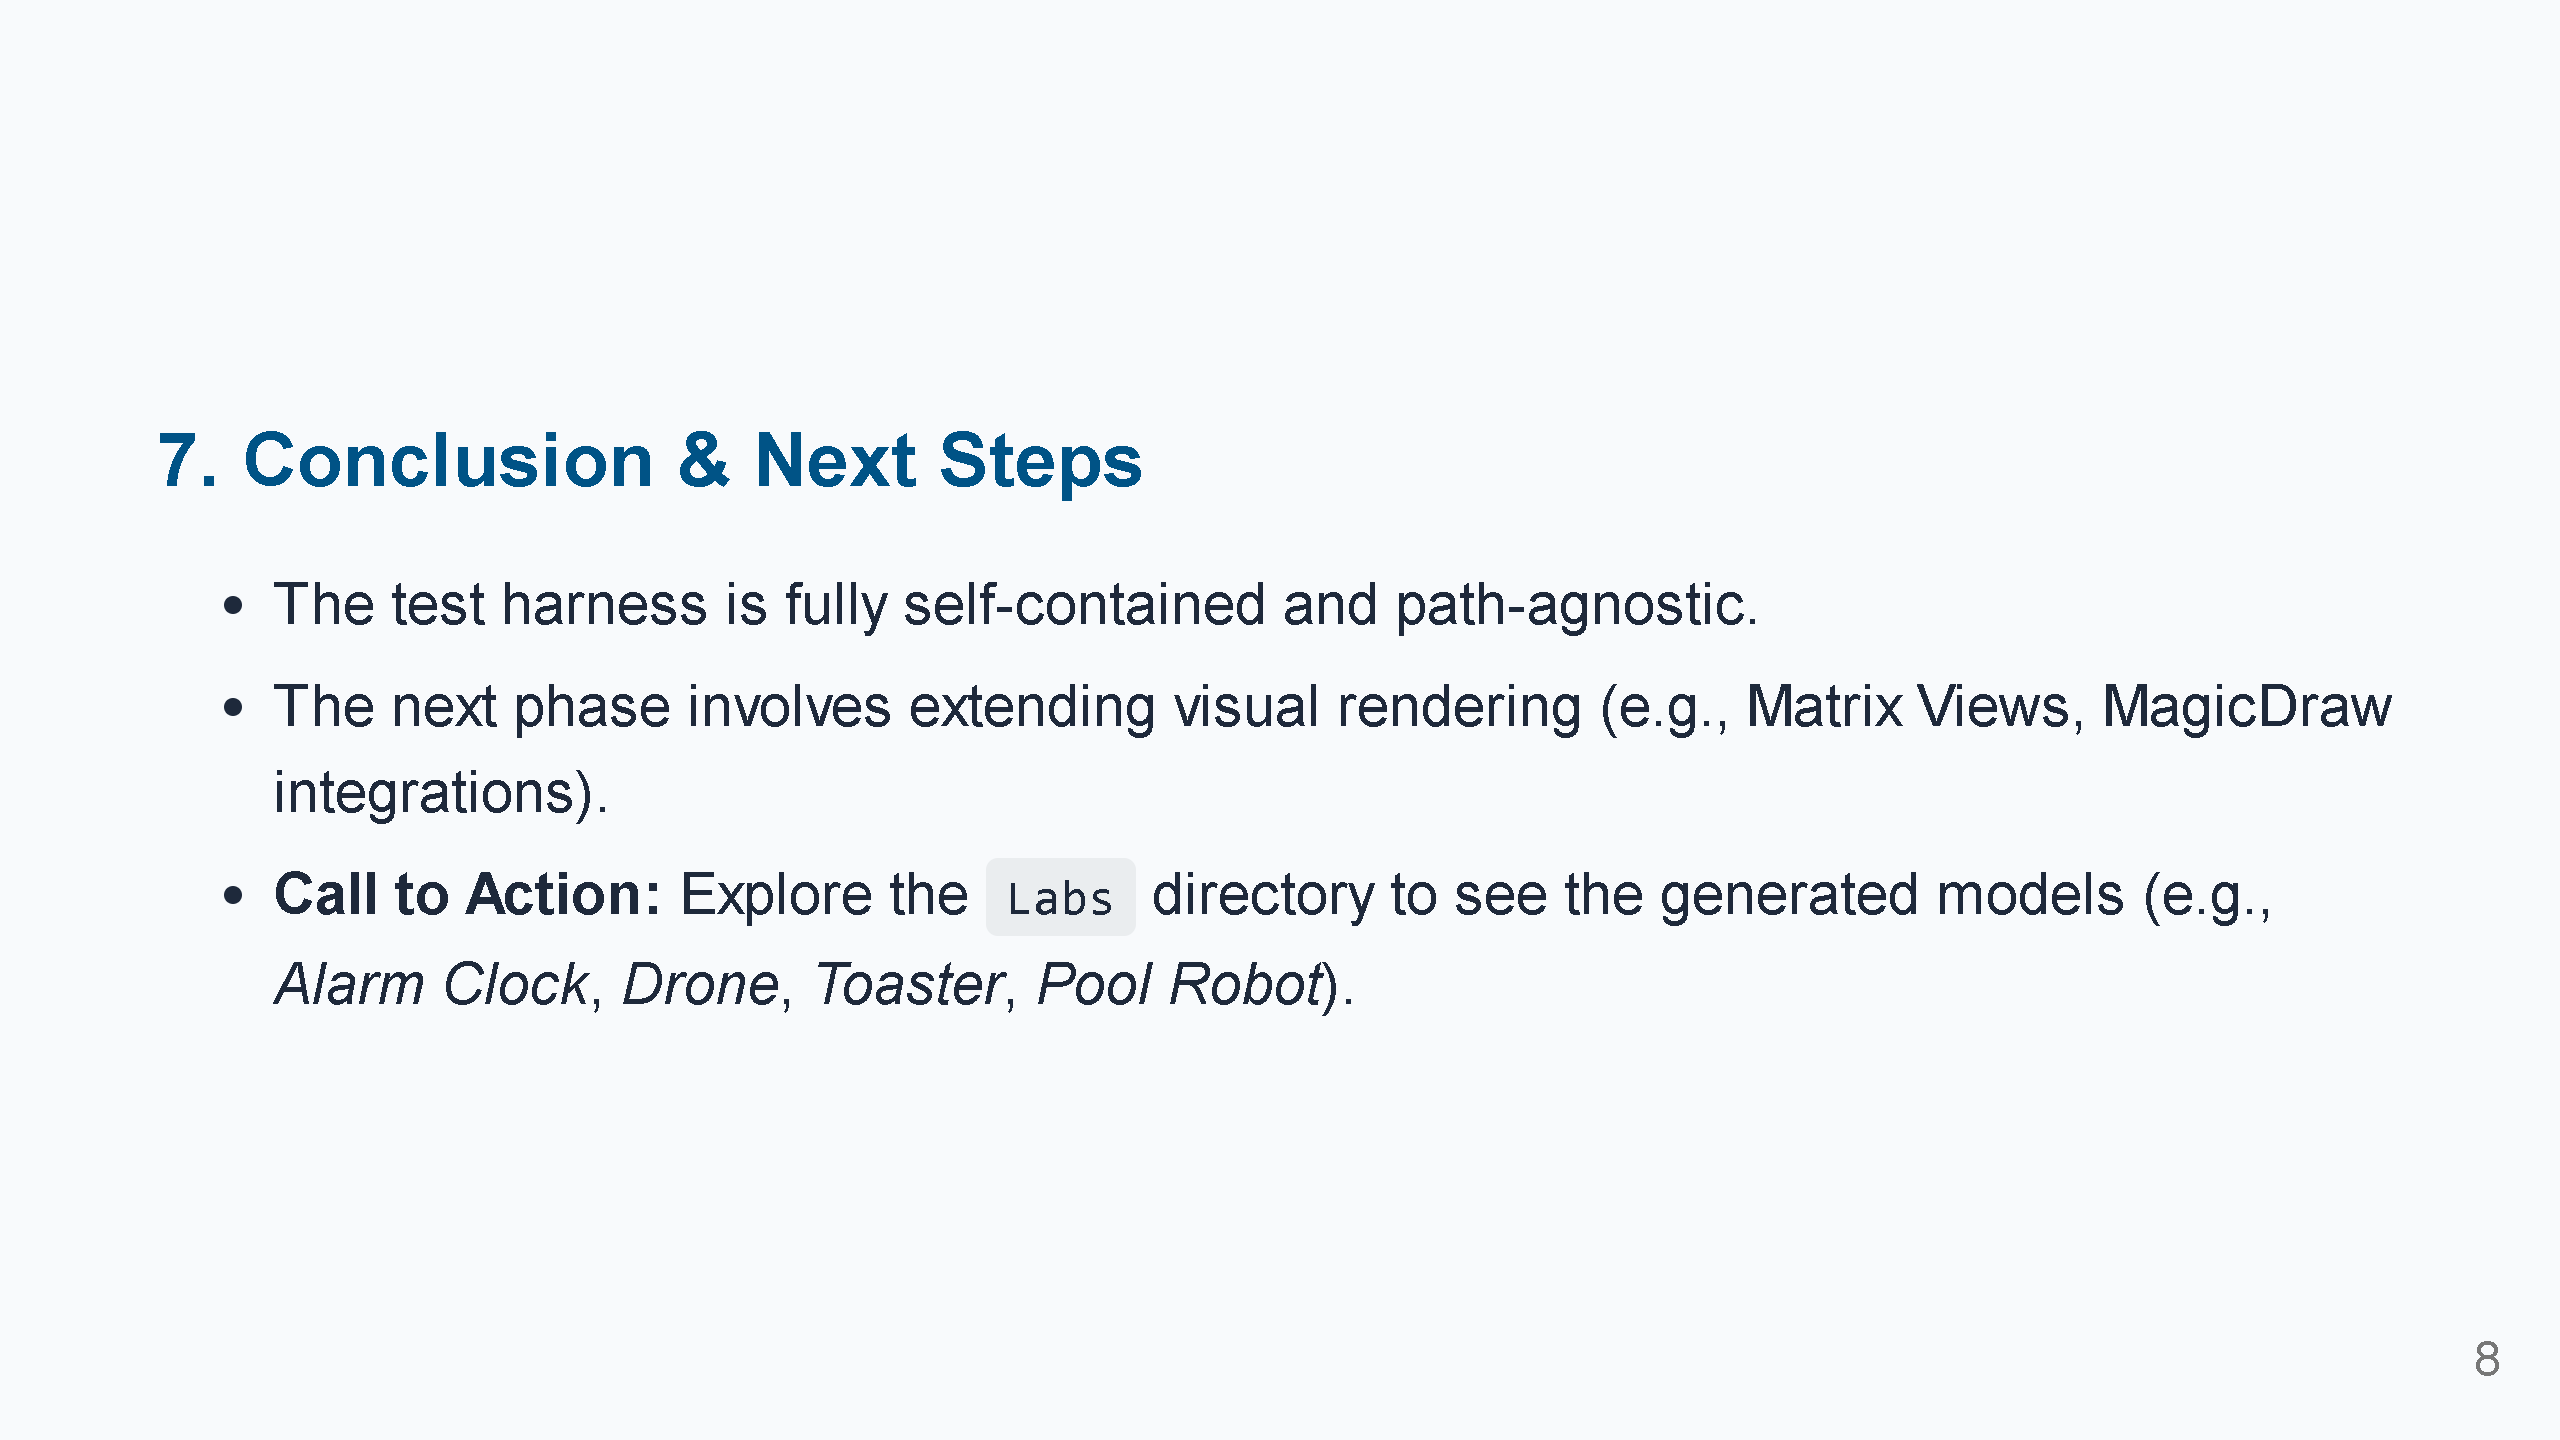 7. Conclusion & Next Steps
• The test harness is fully self-contained and path-agnostic.
• The next phase involves extending visual rendering (e.g., Matrix Views, MagicDraw
integrations).
• Call to Action: Explore the Labs directory to see the generated models (e.g.,
Alarm Clock, Drone, Toaster, Pool Robot).
8